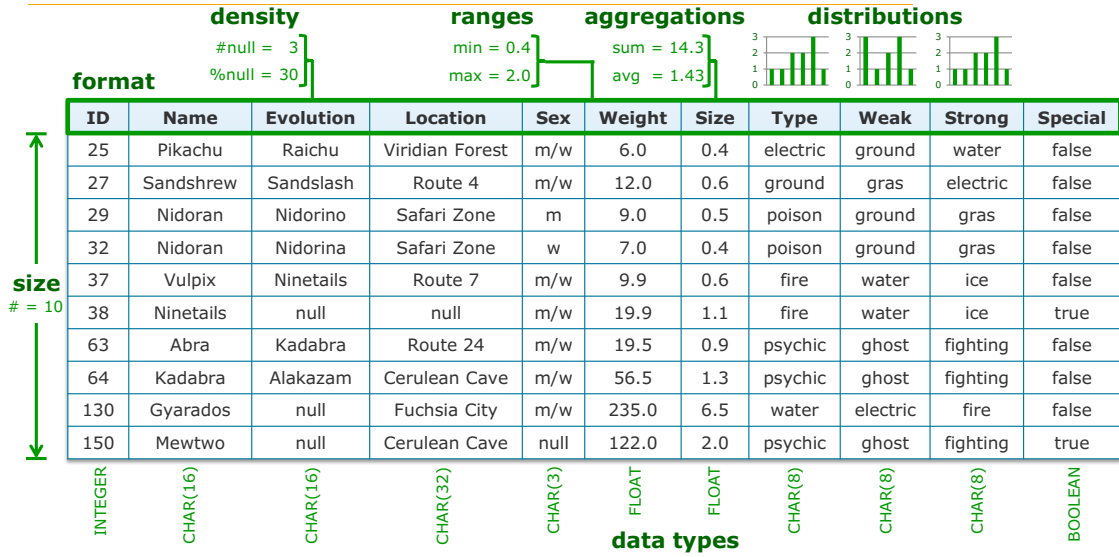 density ranges aggregations distributions
#null = 3 min = 0.4 sum = 14.3 3 3 3
2 2 2
%null = 30 max = 2.0 avg = 1.43 1 1 1
format 0 0 0
ID Name Evolution Location Sex Weight Size Type Weak Strong Special
25 Pikachu Raichu Viridian Forest m/w 6.0 0.4 electric ground water false
27 Sandshrew Sandslash Route 4 m/w 12.0 0.6 ground gras electric false
29 Nidoran Nidorino Safari Zone m 9.0 0.5 poison ground gras false
32 Nidoran Nidorina Safari Zone w 7.0 0.4 poison ground gras false
size 37 Vulpix Ninetails Route 7 m/w 9.9 0.6 fire water ice false
# = 10 38 Ninetails null null m/w 19.9 1.1 fire water ice true
63 Abra Kadabra Route 24 m/w 19.5 0.9 psychic ghost fighting false
64 Kadabra Alakazam Cerulean Cave m/w 56.5 1.3 psychic ghost fighting false
130 Gyarados null Fuchsia City m/w 235.0 6.5 water electric fire false
150 Mewtwo null Cerulean Cave null 122.0 2.0 psychic ghost fighting true
INTEGER CHAR(16) CHAR(16) CHAR(32) CHAR(3) FLOAT FLOAT CHAR(8) CHAR(8) CHAR(8) BOOLEAN
data types